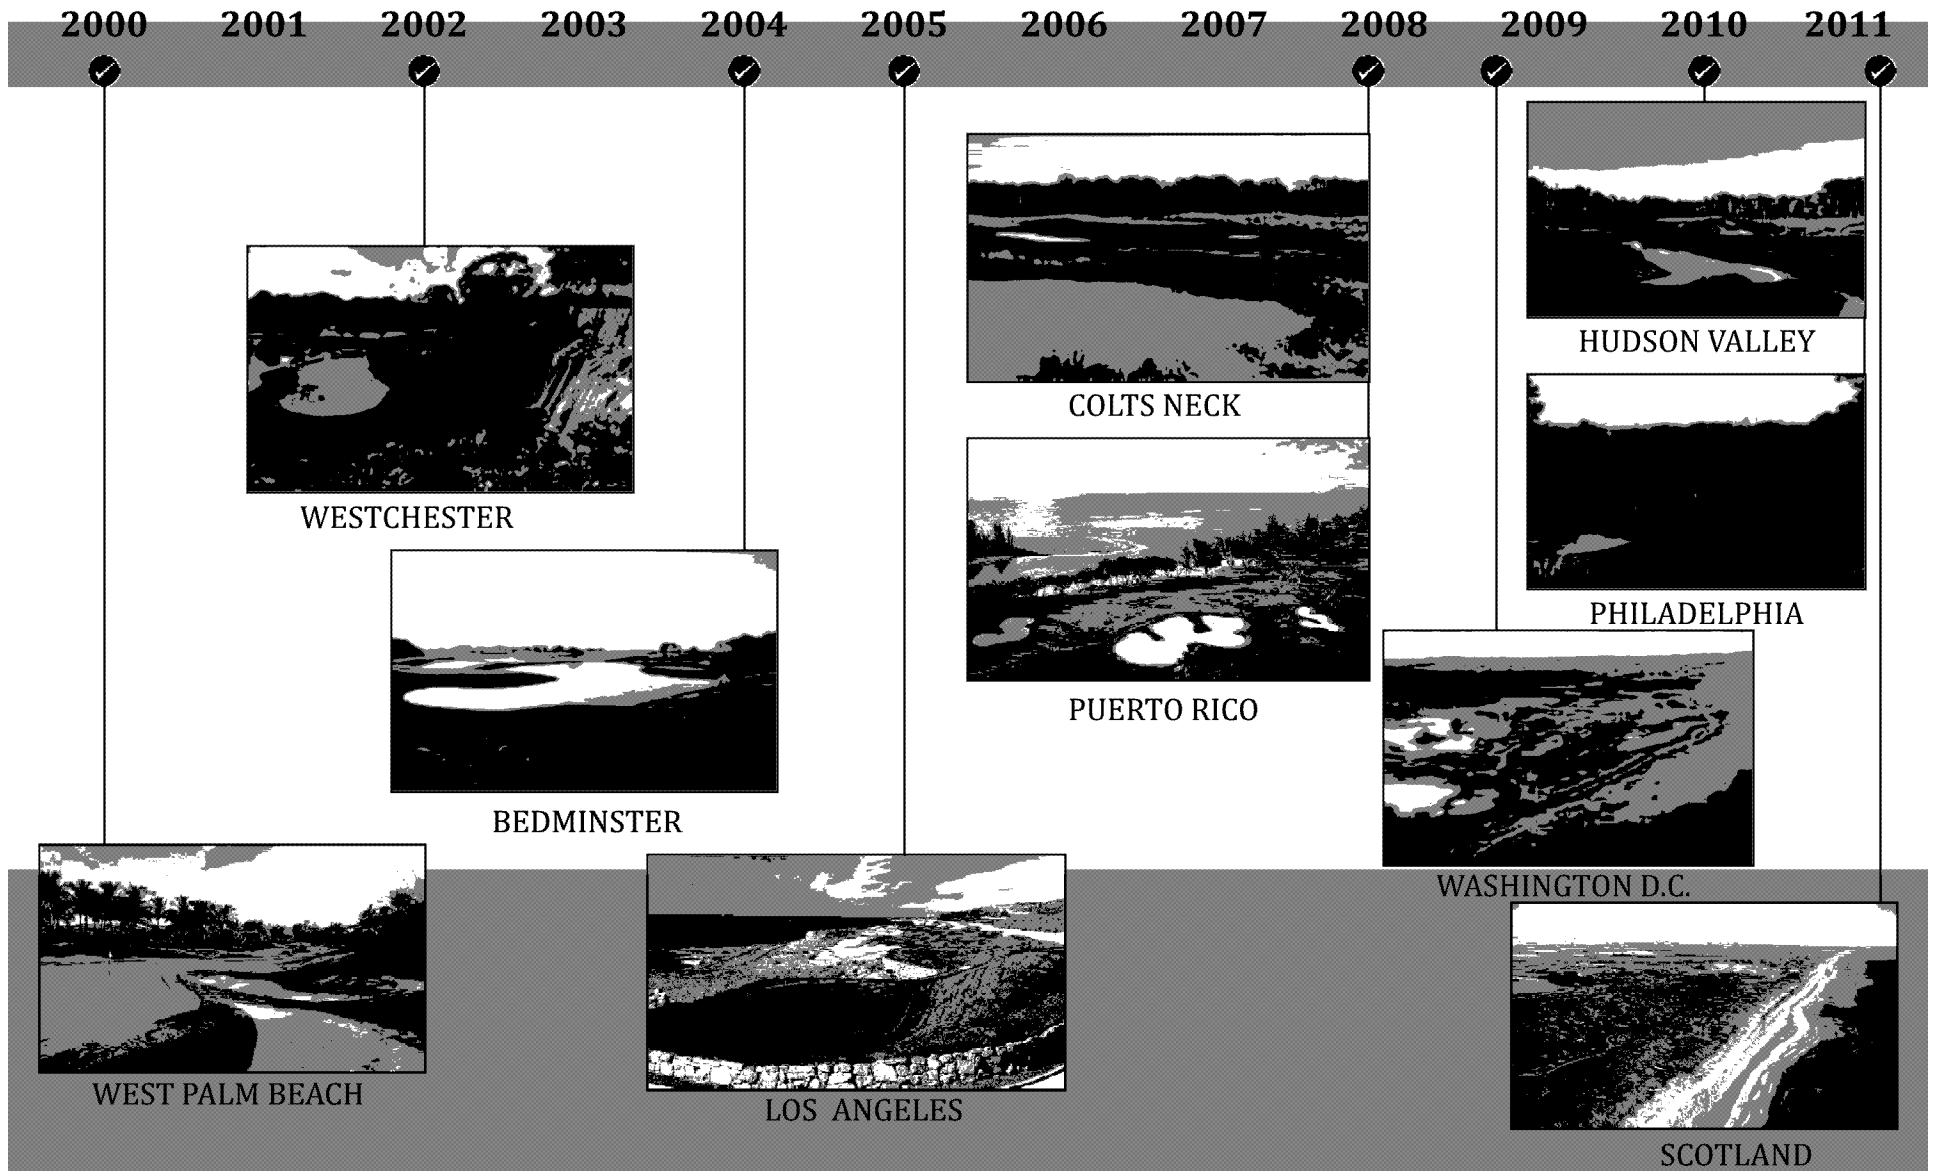 2000 2001 2002 2003 2004 2005 2006 2007 2008 2009 2010 2011
HUDSON VALLEY
COLTS NECK
WESTCHESTER
PHILADELPHIA
PUERTO RICO
BEDMINSTER
WASHINGTON D.C.
WEST PALM BEACH
LOS ANGELES
SCOTLAND